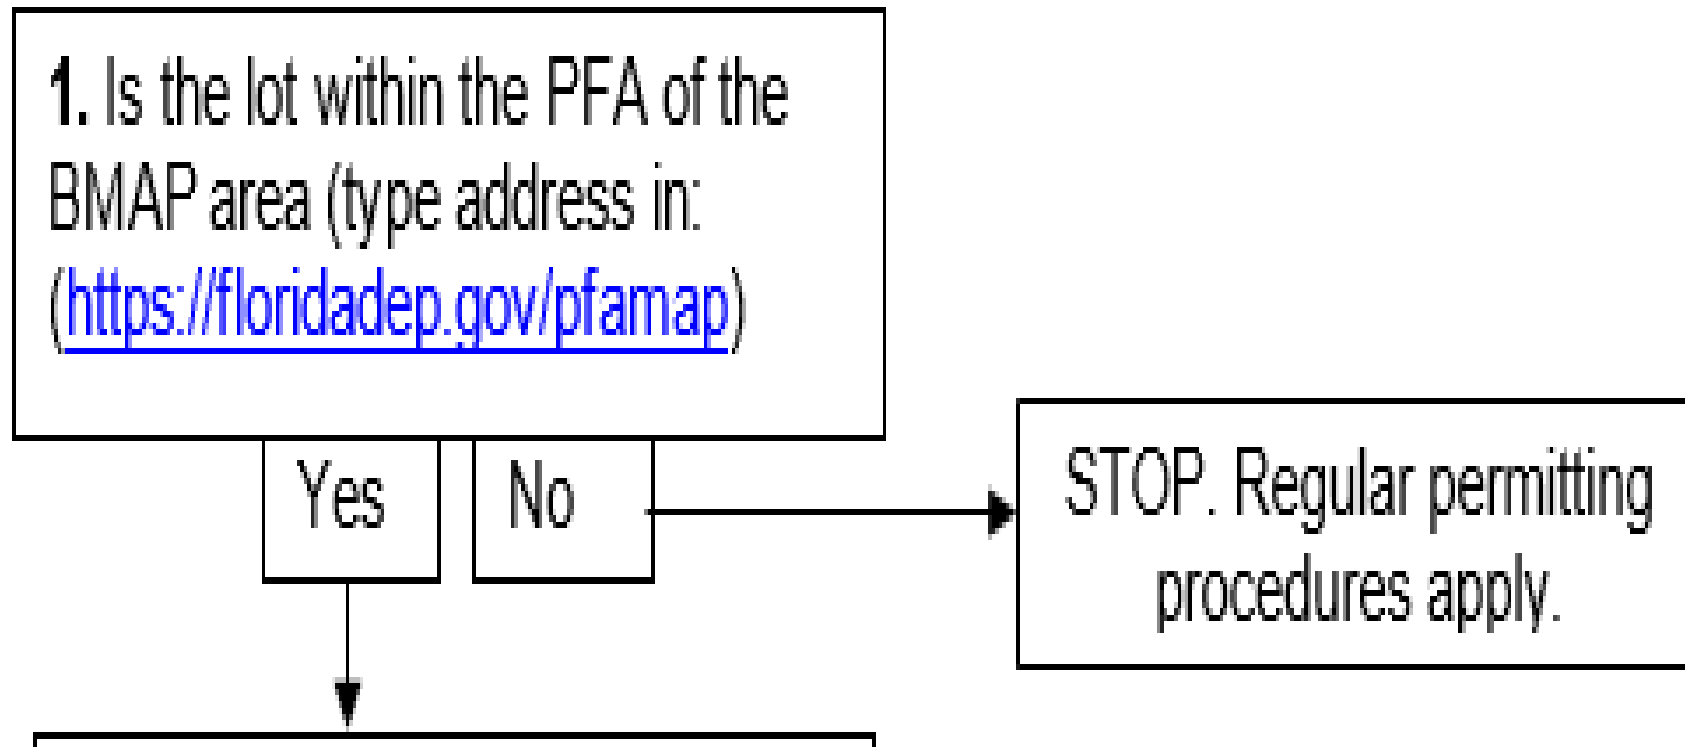 1. Is the lot within the PFA of the
BMAP area (type address in:
(https://floridadep.gov/pfamap)
Yes
No
STOP. Regular permitting
procedures apply.